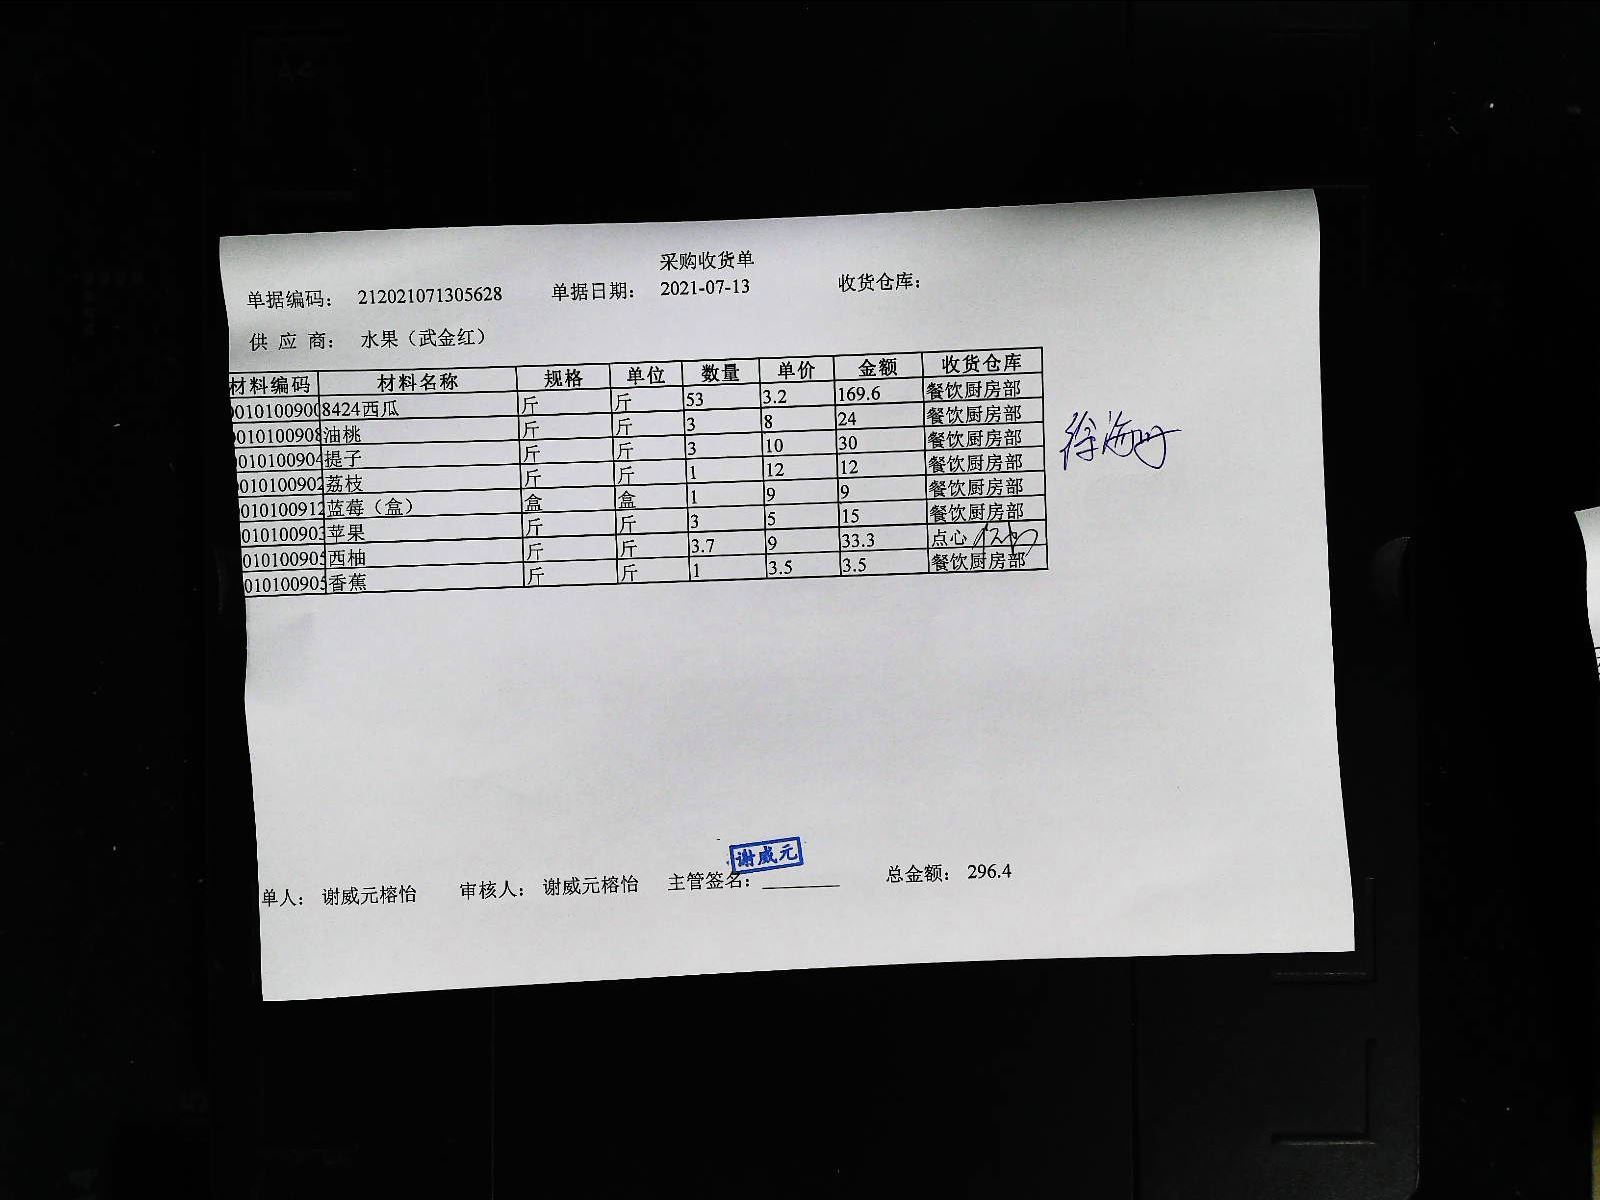 采购收货单
单据编码： 212021071305628 单据日期： 2021-07-13 收货仓库：
供 应 商： 水果（武金红）
材料编码 材料名称 规格 单位 数量 单价 金额 收货仓库
0010100900 8424西瓜 斤 斤 53 3.2 169.6 餐饮厨房部
010100908 油桃 斤 斤 3 8 24 餐饮厨房部
010100904 提子 斤 斤 3 10 30 餐饮厨房部
010100902 荔枝 斤 斤 1 12 12 餐饮厨房部
010100912 蓝莓（盒） 盒 盒 1 9 9 餐饮厨房部
010100903 苹果 斤 斤 3 5 15 餐饮厨房部
010100905 西柚 斤 斤 3.7 9 33.3 点心
010100905 香蕉 斤 斤 1 3.5 3.5 餐饮厨房部
谢威元
单人： 谢威元榕怡 审核人： 谢威元榕怡 主管签名：________ 总金额： 296.4